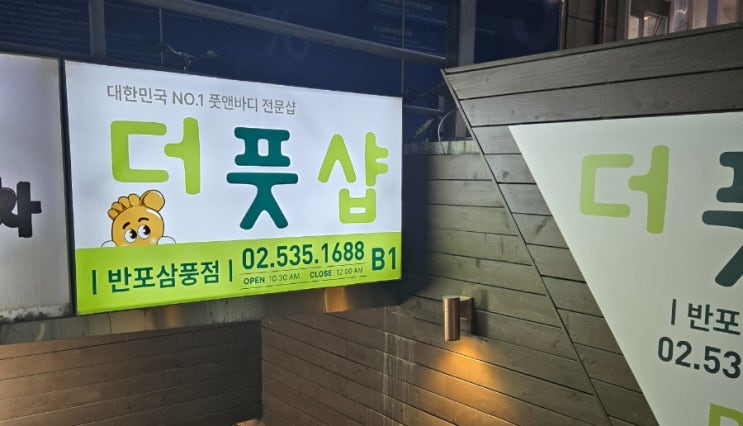 대한민국 NO.1 풋앤바디 전문샵
더풋샵
| 반포삼풍점 | 02.535.1688 B1
OPEN 10:30 AM CLOSE 12:00 AM
차
더
| 반포
02.53